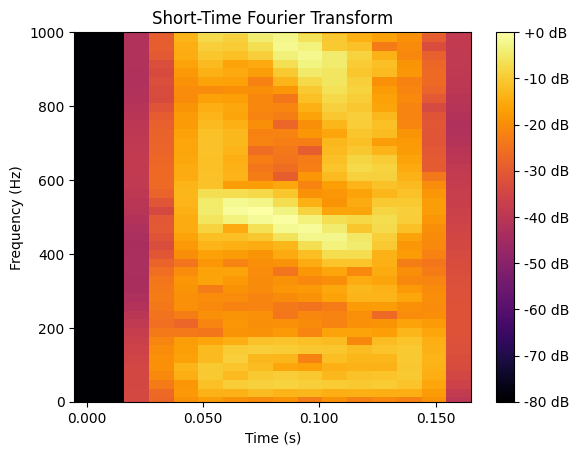 Short-Time Fourier Transform
1000
800
600
400
200
0
Frequency (Hz)
0.000
0.050
0.100
0.150
Time (s)
+0 dB
-10 dB
-20 dB
-30 dB
-40 dB
-50 dB
-60 dB
-70 dB
-80 dB